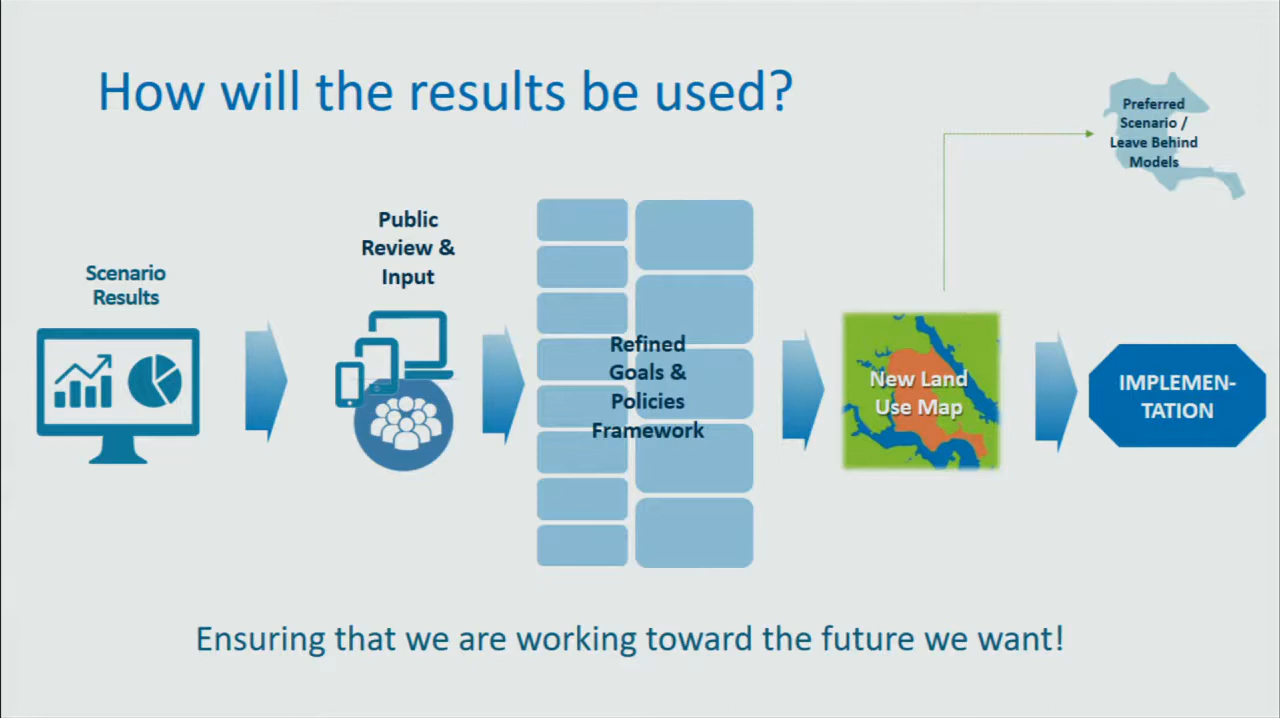 How will the results be used?
Preferred
Scenario /
Leave Behind
Models
Public
Review &
Input
Scenario
Results
Refined
Goals &
Policies
Framework
New Land
Use Map
IMPLEMEN-
TATION
Ensuring that we are working toward the future we want!